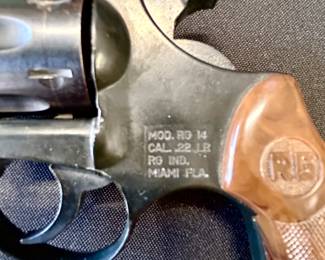 MOD. RG 14
CAL. .22 LR
RG IND.
MIAMI FLA.
RG